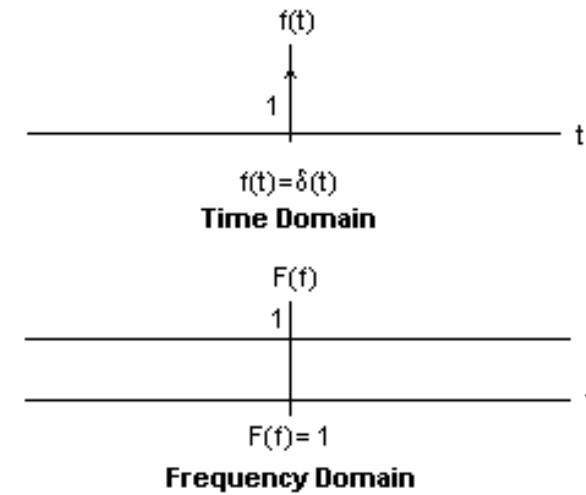 f(t)
1
t
f(t)=δ(t)
Time Domain
F(f)
1
F(f)= 1
Frequency Domain